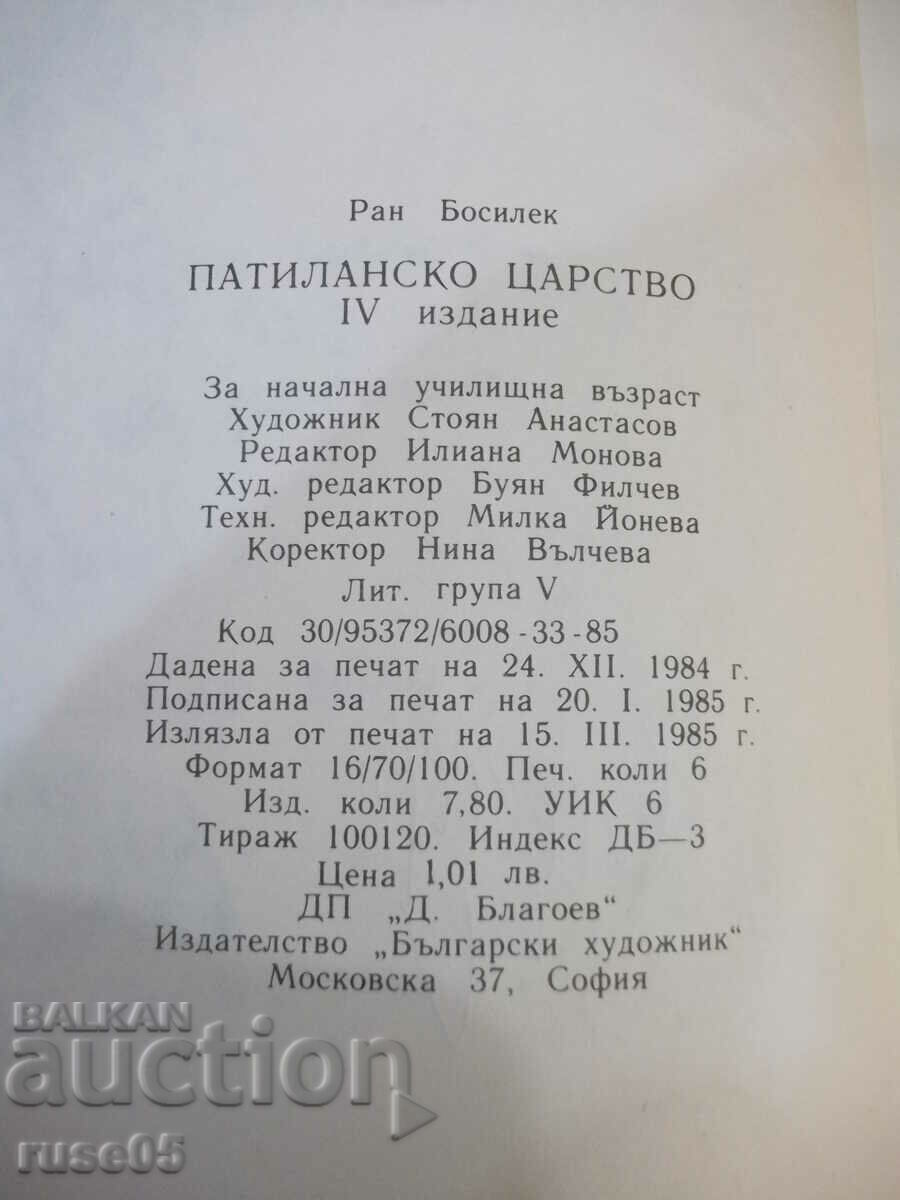 Ран Босилек
ПАТИЛАНСКО ЦАРСТВО
IV издание
За начална училищна възраст
Художник Стоян Анастасов
Редактор Илиана Монова
Худ. редактор Буян Филчев
Техн. редактор Милка Йонева
Коректор Нина Вълчева
Лит. група V
Код 30/95372/6008-33-85
Дадена за печат на 24. XII. 1984 г.
Подписана за печат на 20. I. 1985 г.
Излязла от печат на 15. III. 1985 г.
Формат 16/70/100. Печ. коли 6
Изд. коли 7,80. УИК 6
Тираж 100120. Индекс ДБ—3
Цена 1,01 лв.
ДП „Д. Благоев“
Издателство „Български художник“
Московска 37, София
BALKAN
auction
ruse05